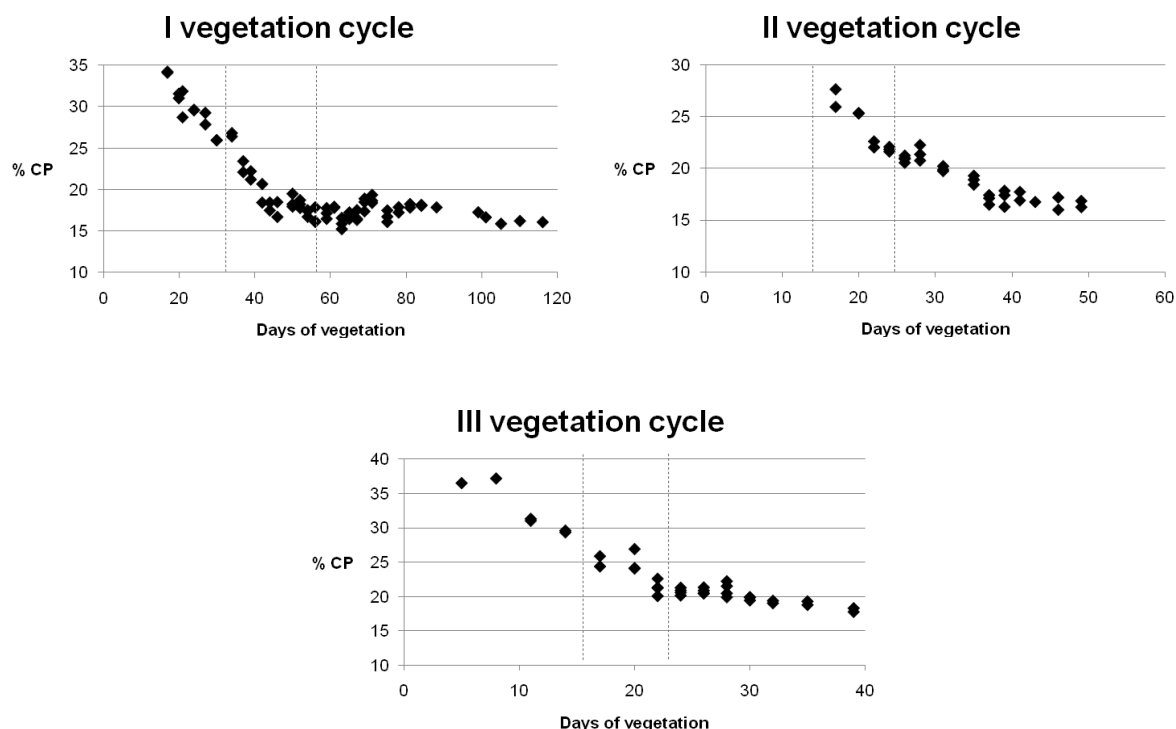 I vegetation cycle
35
30
25
% CP
20
15
10
0 20 40 60 80 100 120
Days of vegetation
II vegetation cycle
30
25
% CP
20
15
10
0 10 20 30 40 50 60
Days of vegetation
III vegetation cycle
40
35
30
% CP
25
20
15
10
0 10 20 30 40
Days of vegetation